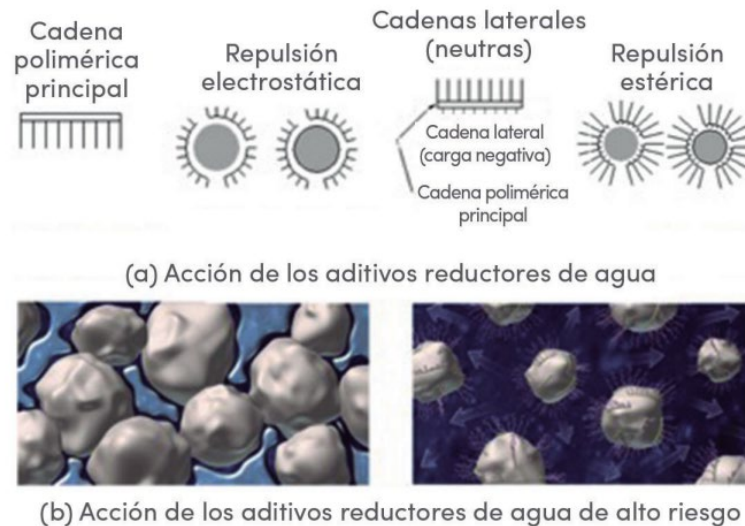 Cadena
polimérica
principal
Repulsión
electrostática
Cadenas laterales
(neutras)
Cadena lateral
(carga negativa)
Cadena polimérica
principal
Repulsión
estérica
(a) Acción de los aditivos reductores de agua
(b) Acción de los aditivos reductores de agua de alto riesgo